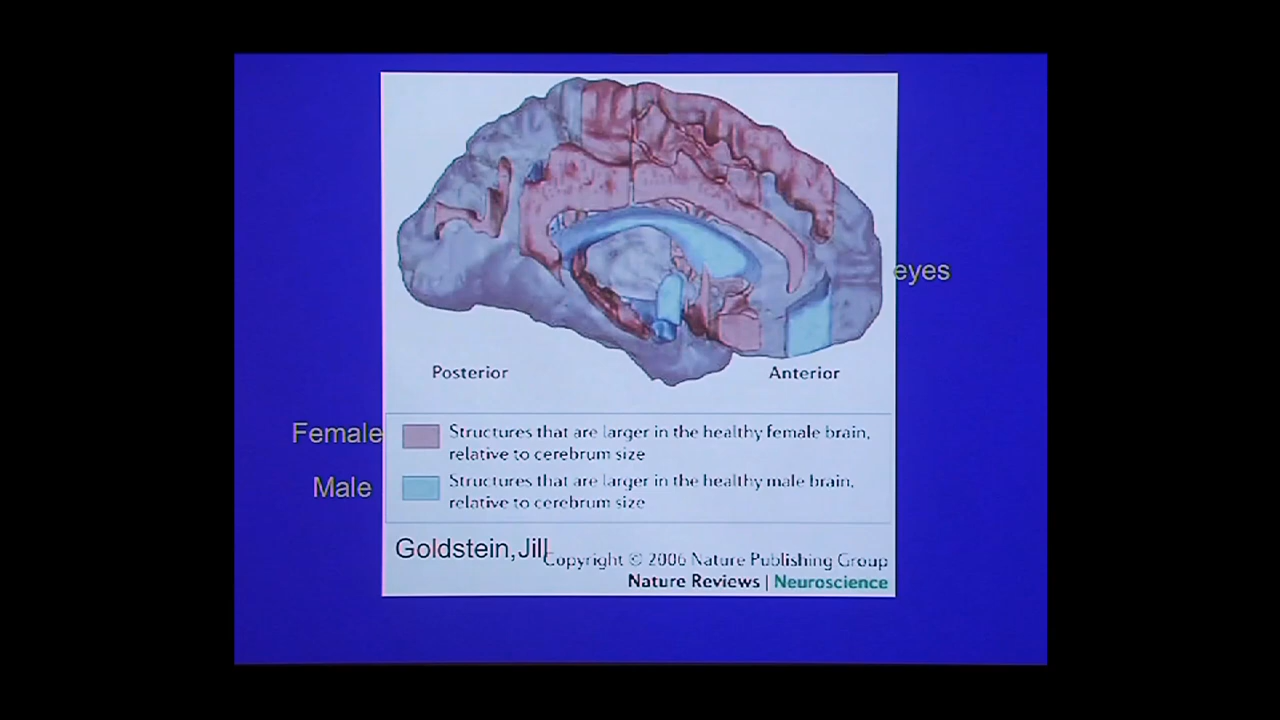 eyes
Posterior
Anterior
Female
Structures that are larger in the healthy female brain,
relative to cerebrum size
Male
Structures that are larger in the healthy male brain,
relative to cerebrum size
Goldstein,Jill
Copyright © 2006 Nature Publishing Group
Nature Reviews | Neuroscience